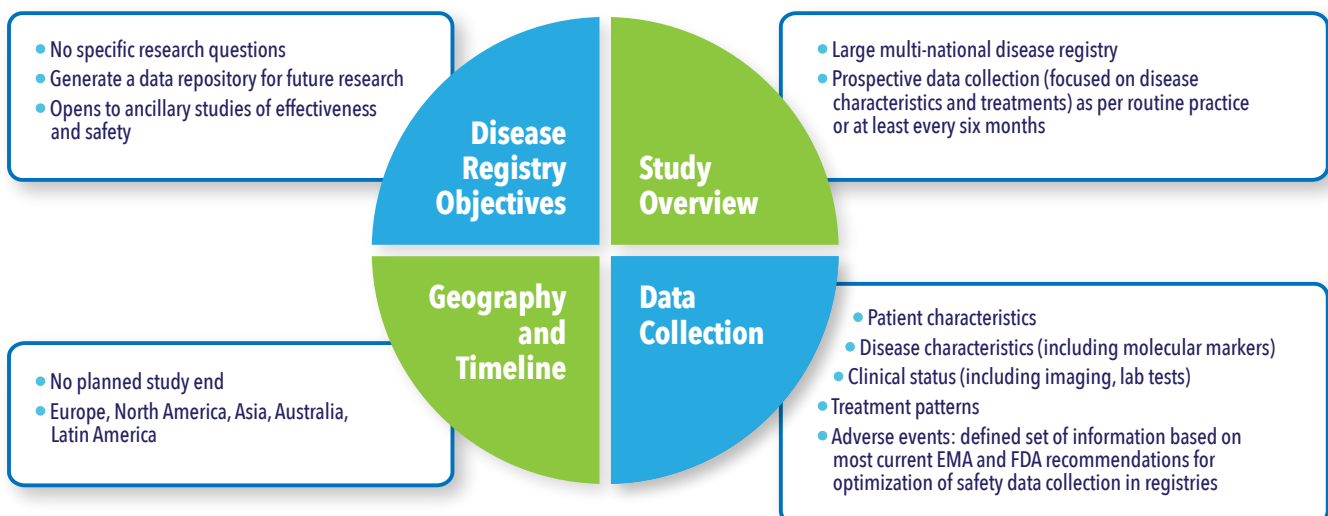 • No specific research questions
• Generate a data repository for future research
• Opens to ancillary studies of effectiveness
and safety
Disease
Registry
Objectives
Study
Overview
• Large multi-national disease registry
• Prospective data collection (focused on disease
characteristics and treatments) as per routine practice
or at least every six months
• No planned study end
• Europe, North America, Asia, Australia,
Latin America
Geography
and
Timeline
Data
Collection
• Patient characteristics
• Disease characteristics (including molecular markers)
• Clinical status (including imaging, lab tests)
• Treatment patterns
• Adverse events: defined set of information based on
most current EMA and FDA recommendations for
optimization of safety data collection in registries